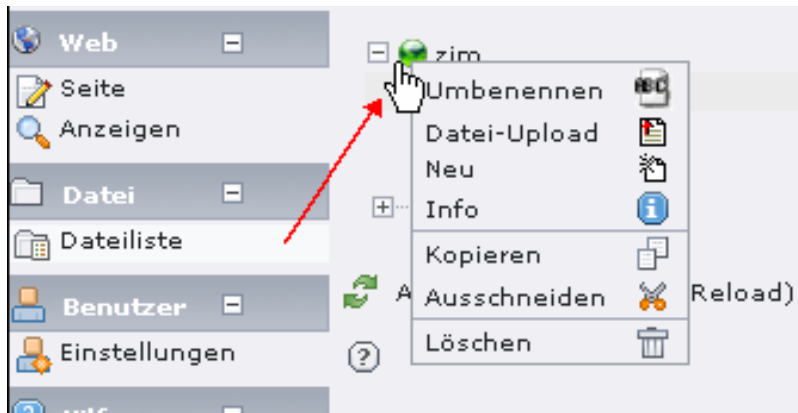 Web
Seite
Anzeigen
Datei
Dateiliste
Benutzer
Einstellungen
zim
Umbenennen
Datei-Upload
Neu
Info
Kopieren
Ausschneiden
Löschen
A
Reload)